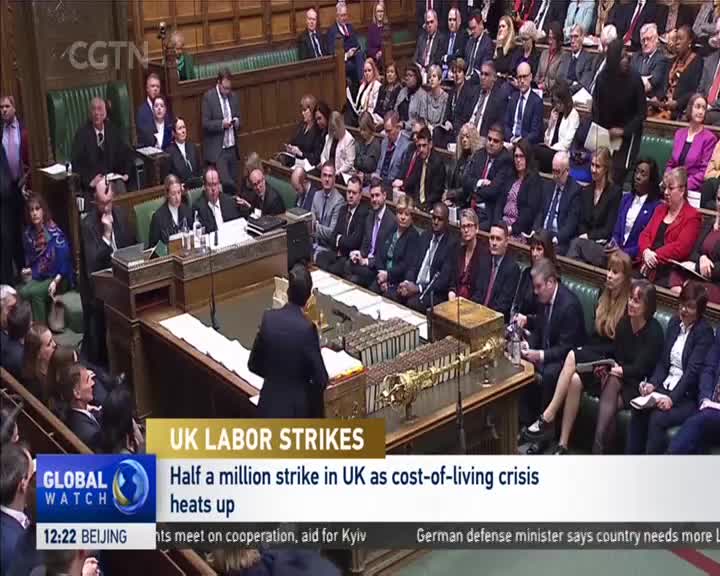 CGTN
UK LABOR STRIKES
Half a million strike in UK as cost-of-living crisis
heats up
GLOBAL
WATCH
12:22 BEIJING
nts meet on cooperation, aid for Kyiv German defense minister says country needs more L